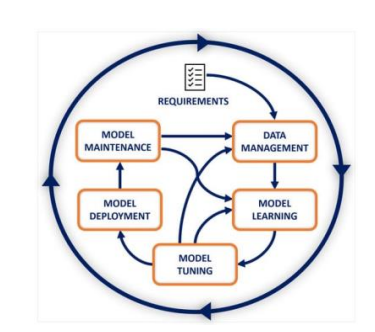 REQUIREMENTS
MODEL
MAINTENANCE
DATA
MANAGEMENT
MODEL
DEPLOYMENT
MODEL
LEARNING
MODEL
TUNING